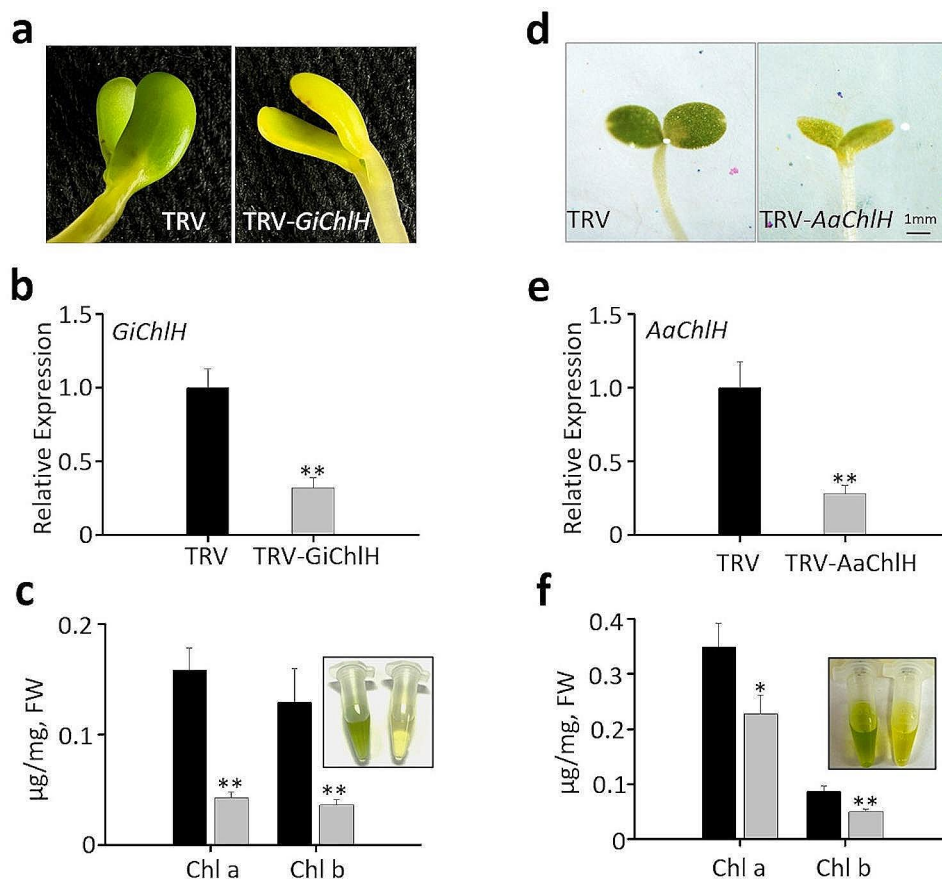 a
TRV
TRV-GiChlH
b
1.5
1.0
0.5
0
Relative Expression
GiChlH
**
TRV
TRV-GiChlH
c
0.2
0.1
0
µg/mg, FW
**
**
Chl a
Chl b
d
TRV
TRV-AaChlH
1mm
e
1.5
1.0
0.5
0
Relative Expression
AaChlH
**
TRV
TRV-AaChlH
f
0.4
0.3
0.2
0.1
0
µg/mg, FW
*
**
Chl a
Chl b